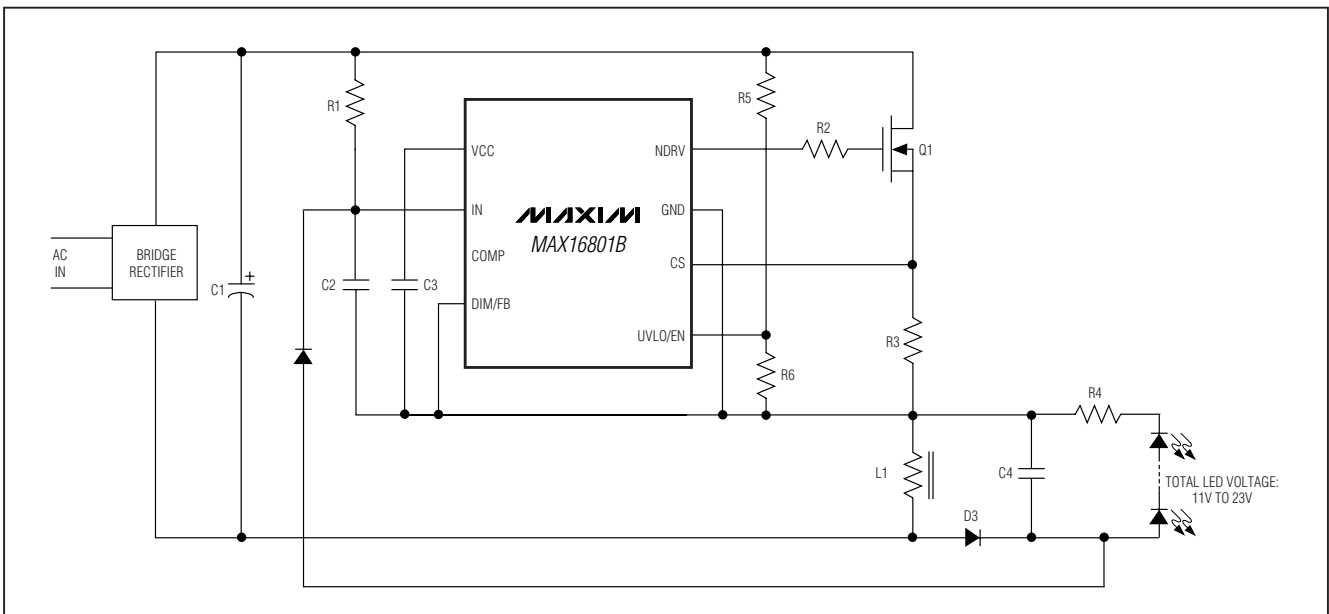 R1
R5
R2
Q1
VCC
NDRV
IN
GND
MAXIM
MAX16801B
COMP
CS
AC
IN
BRIDGE
RECTIFIER
C1
+
C2
C3
DIM/FB
UVLO/EN
R3
R6
R4
L1
C4
TOTAL LED VOLTAGE:
11V TO 23V
D3